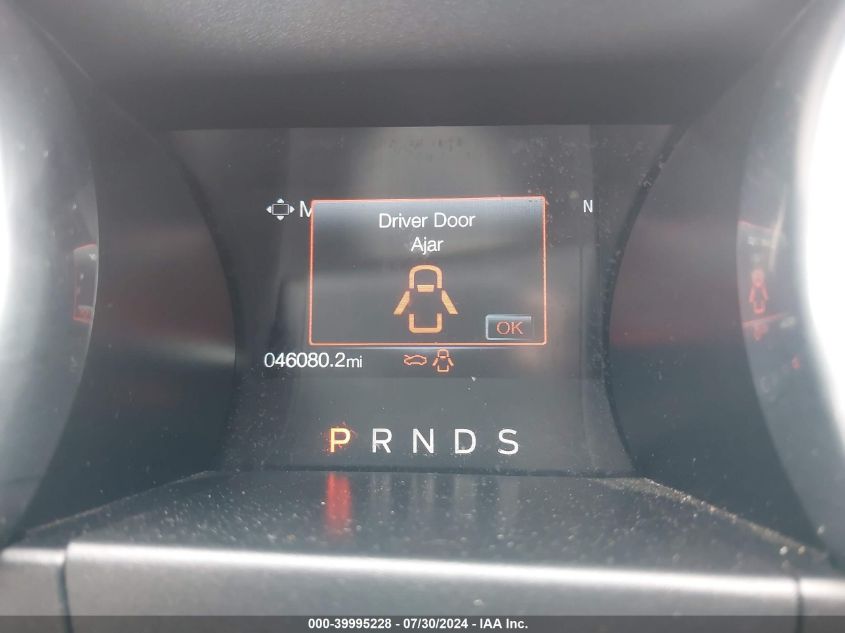 M
N
Driver Door
Ajar
OK
046080.2mi
P R N D S
000-39995228 - 07/30/2024 - IAA Inc.